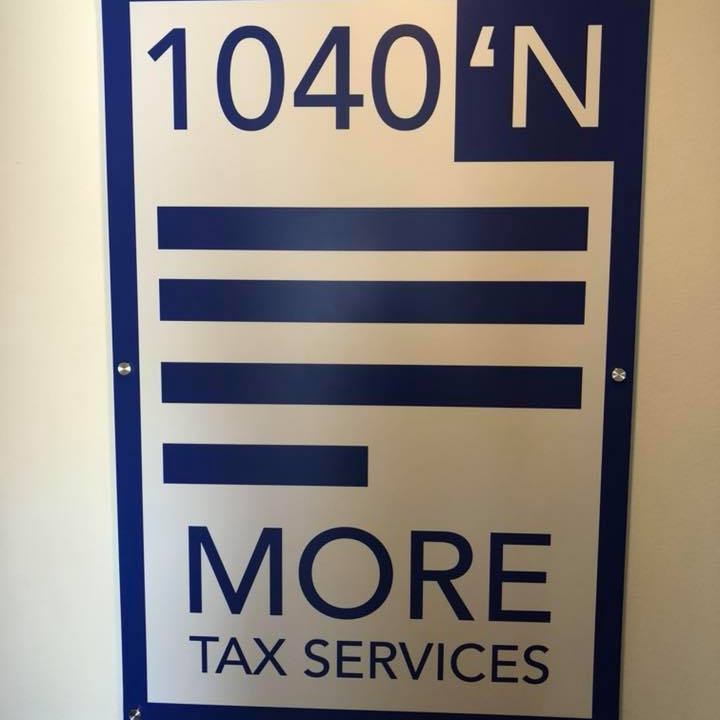 1040 ‘N
MORE
TAX SERVICES